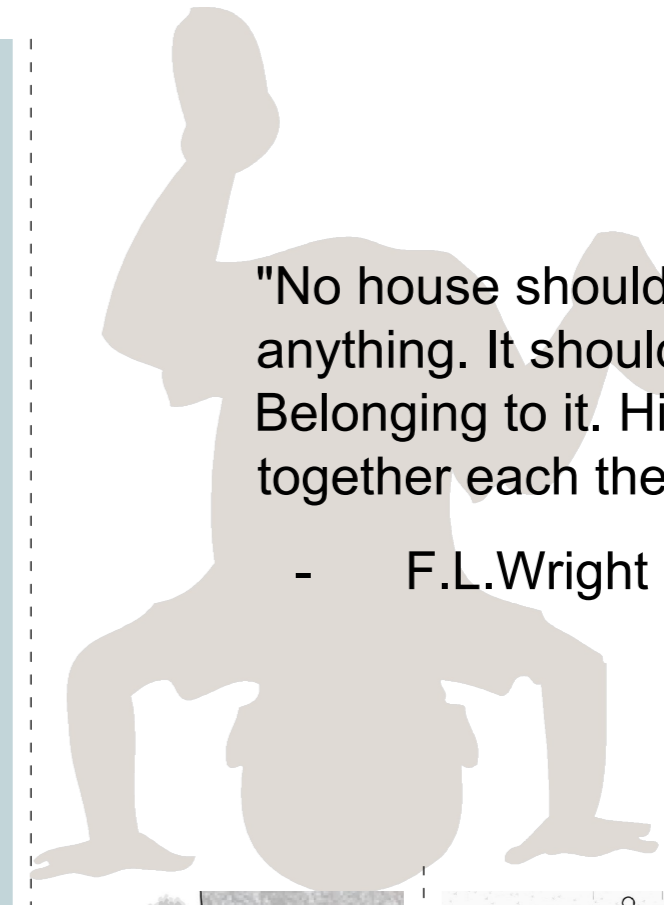 "No house should
anything. It should
Belonging to it. Hi
together each the
- F.L.Wright